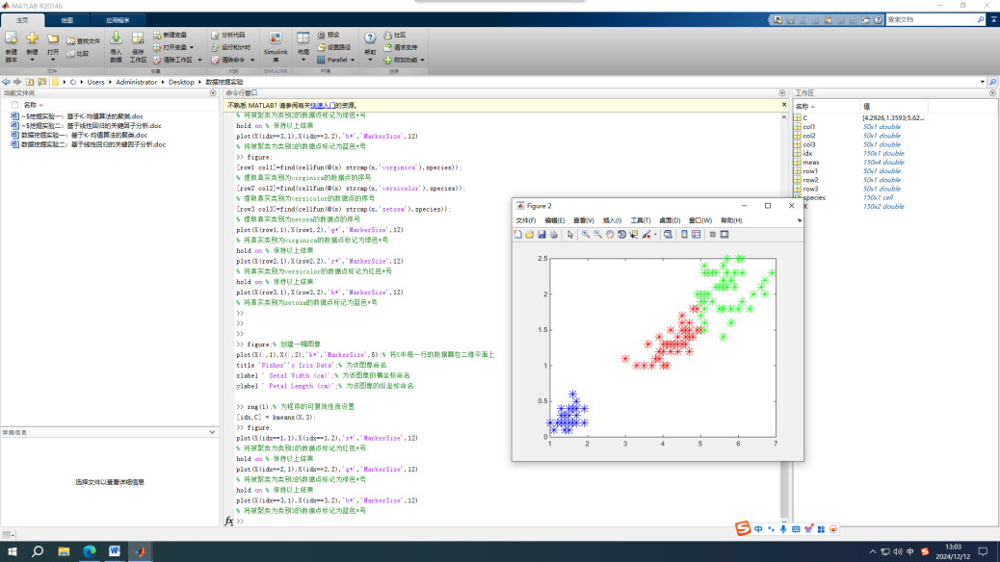 MATLAB R2014b
主页
绘图
应用程序
搜索文档
新建脚本
新建
打开
查找文件
比较
导入数据
保存工作区
新建变量
打开变量
清除工作区
分析代码
运行和计时
清除命令
Simulink 库
布局
预设
设置路径
Parallel
帮助
社区
请求支持
附加功能
文件
变量
代码
SIMULINK
环境
资源
C: Users Administrator Desktop 数据挖掘实验
当前文件夹
名称
~$挖掘实验一：基于K-均值算法的聚类.doc
~$挖掘实验二：基于线性回归的关键因子分析.doc
数据挖掘实验一：基于K-均值算法的聚类.doc
数据挖掘实验二：基于线性回归的关键因子分析.doc
详细信息
选择文件以查看详细信息
命令行窗口
不熟悉 MATLAB? 请参阅有关快速入门的资源。
% 将被聚类为类别2的数据点标记为绿色*号
hold on % 保持以上结果
plot(X(idx==3,1),X(idx==3,2),'b*','MarkerSize',12)
% 将被聚类为类别3的数据点标记为蓝色*号
>> figure;
[row1 col1]=find(cellfun(@(x) strcmp(x,'virginica'),species));
% 提取真实类别为virginica的数据点的序号
[row2 col2]=find(cellfun(@(x) strcmp(x,'versicolor'),species));
% 提取真实类别为versicolor的数据点的序号
[row3 col3]=find(cellfun(@(x) strcmp(x,'setosa'),species));
% 提取真实类别为setosa的数据点的序号
plot(X(row1,1),X(row1,2),'g*','MarkerSize',12)
% 将真实类别为virginica的数据点标记为绿色*号
hold on % 保持以上结果
plot(X(row2,1),X(row2,2),'r*','MarkerSize',12)
% 将真实类别为versicolor的数据点标记为红色*号
hold on % 保持以上结果
plot(X(row3,1),X(row3,2),'b*','MarkerSize',12)
% 将真实类别为setosa的数据点标记为蓝色*号
>>
>>
>>
>> figure;% 创建一幅图像
plot(X(:,1),X(:,2),'k*','MarkerSize',5);% 将X中每一行的数据画在二维平面上
title 'Fisher''s Iris Data';% 为该图像命名
xlabel ' Setal Width (cm)';% 为该图像的横坐标命名
ylabel ' Petal Length (cm)';% 为该图像的纵坐标命名
>> rng(1);% 为程序的可复现性而设置
[idx,C] = kmeans(X,3);
>> figure;
plot(X(idx==1,1),X(idx==1,2),'r*','MarkerSize',12)
% 将被聚类为类别1的数据点标记为红色*号
hold on % 保持以上结果
plot(X(idx==2,1),X(idx==2,2),'g*','MarkerSize',12)
% 将被聚类为类别2的数据点标记为绿色*号
hold on % 保持以上结果
plot(X(idx==3,1),X(idx==3,2),'b*','MarkerSize',12)
% 将被聚类为类别3的数据点标记为蓝色*号
fx >>
工作区
名称 值
C [4.2926,1.3593;5.62...
col1 50x1 double
col2 50x1 double
col3 50x1 double
idx 150x1 double
meas 150x4 double
row1 50x1 double
row2 50x1 double
row3 50x1 double
species 150x1 cell
X 150x2 double
Figure 2
文件(F) 编辑(E) 查看(V) 插入(I) 工具(T) 桌面(D) 窗口(W) 帮助(H)
2.5
2
1.5
1
0.5
0
1 2 3 4 5 6 7
中
中
13:03
2024/12/12